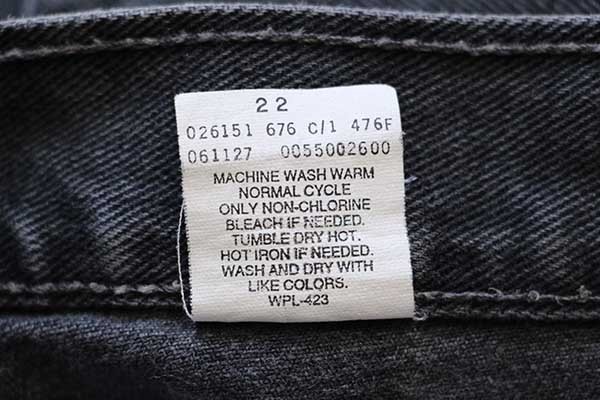 22
026151 676 C/1 476F
061127 0055002600
MACHINE WASH WARM
NORMAL CYCLE
ONLY NON-CHLORINE
BLEACH IF NEEDED.
TUMBLE DRY HOT.
HOT IRON IF NEEDED.
WASH AND DRY WITH
LIKE COLORS.
WPL-423